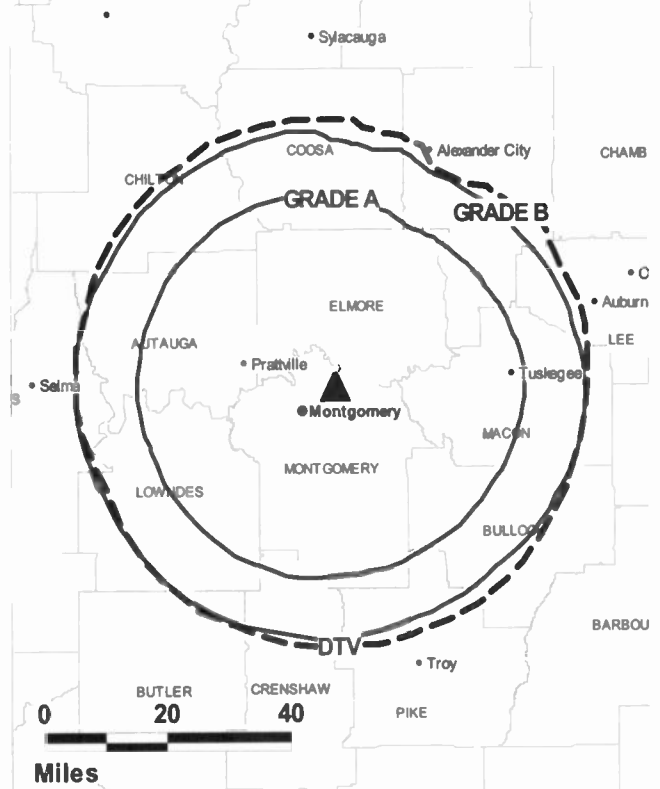 Sylacauga
COOSA
Alexander City
CHAMB
CHILTON
GRADE A
GRADE B
O
Auburn
ELMORE
LEE
AUTAUGA
Prattville
Tuskegee
Selma
S
Montgomery
MACON
MONTGOMERY
LOWNDES
BULLOC
BARBOU
DTV
Troy
BUTLER
CRENSHAW
PIKE
0 20 40
Miles